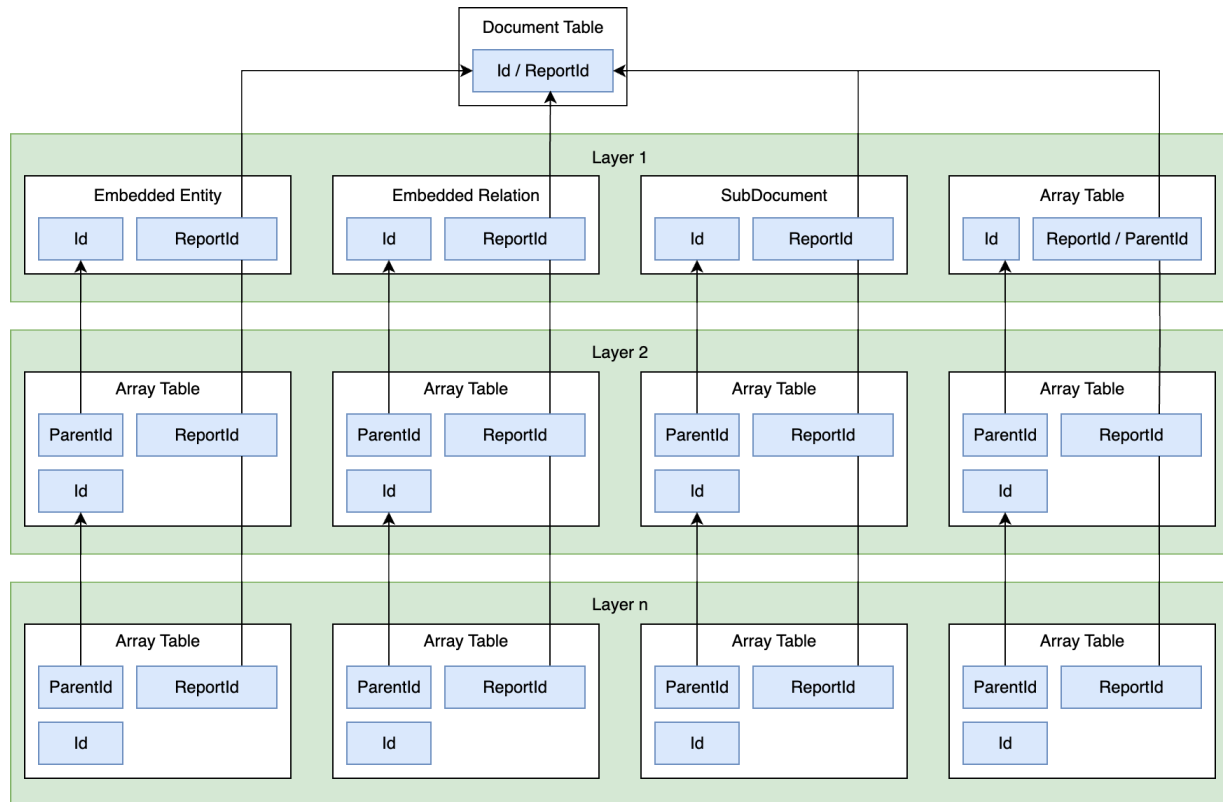 Document Table
Id / ReportId
Layer 1
Embedded Entity
Id
ReportId
Embedded Relation
Id
ReportId
SubDocument
Id
ReportId
Array Table
Id
ReportId / ParentId
Layer 2
Array Table
ParentId
ReportId
Id
Array Table
ParentId
ReportId
Id
Array Table
ParentId
ReportId
Id
Array Table
ParentId
ReportId
Id
Layer n
Array Table
ParentId
ReportId
Id
Array Table
ParentId
ReportId
Id
Array Table
ParentId
ReportId
Id
Array Table
ParentId
ReportId
Id